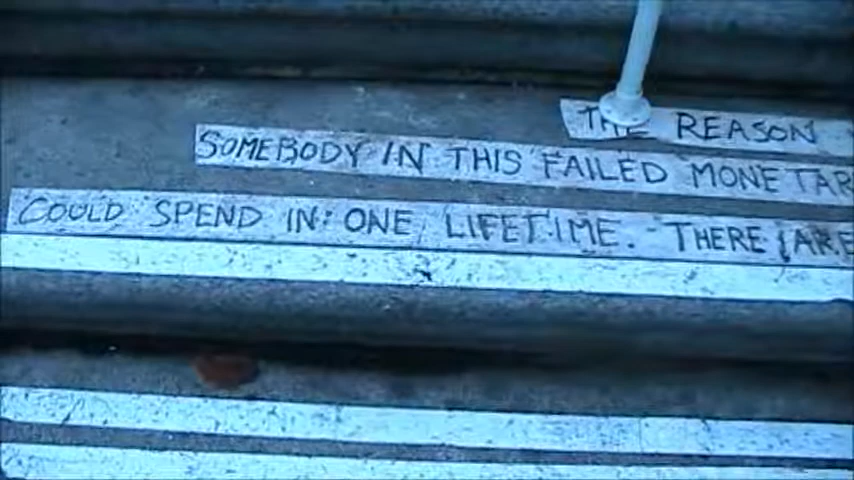 THE REASON
SOMEBODY IN THIS FAILED MONETAR
COULD SPEND IN ONE LIFETIME. THERE ARE